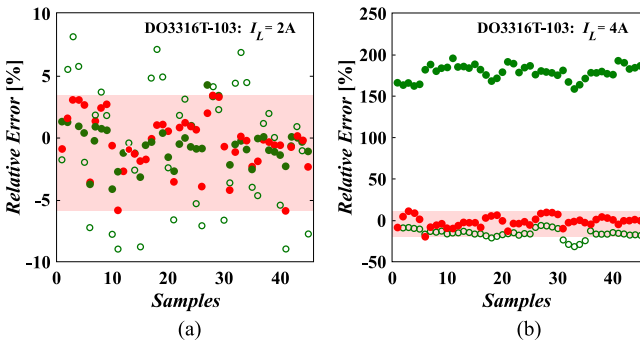 DO3316T-103: I_L = 2A
Relative Error [%]
10
5
0
-5
-10
0
10
20
30
40
Samples
(a)
DO3316T-103: I_L = 4A
Relative Error [%]
250
200
150
100
50
0
-50
0
10
20
30
40
Samples
(b)